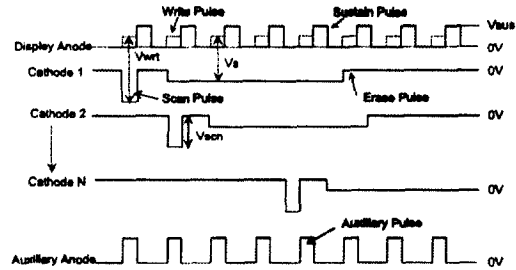 Write Pulse
Sustain Pulse
Vsus
Display Anode
0V
Vwrt
Vs
Cathode 1
0V
Scan Pulse
Erase Pulse
Cathode 2
0V
Vscn
Cathode N
0V
Auxiliary Pulse
Auxiliary Anode
0V